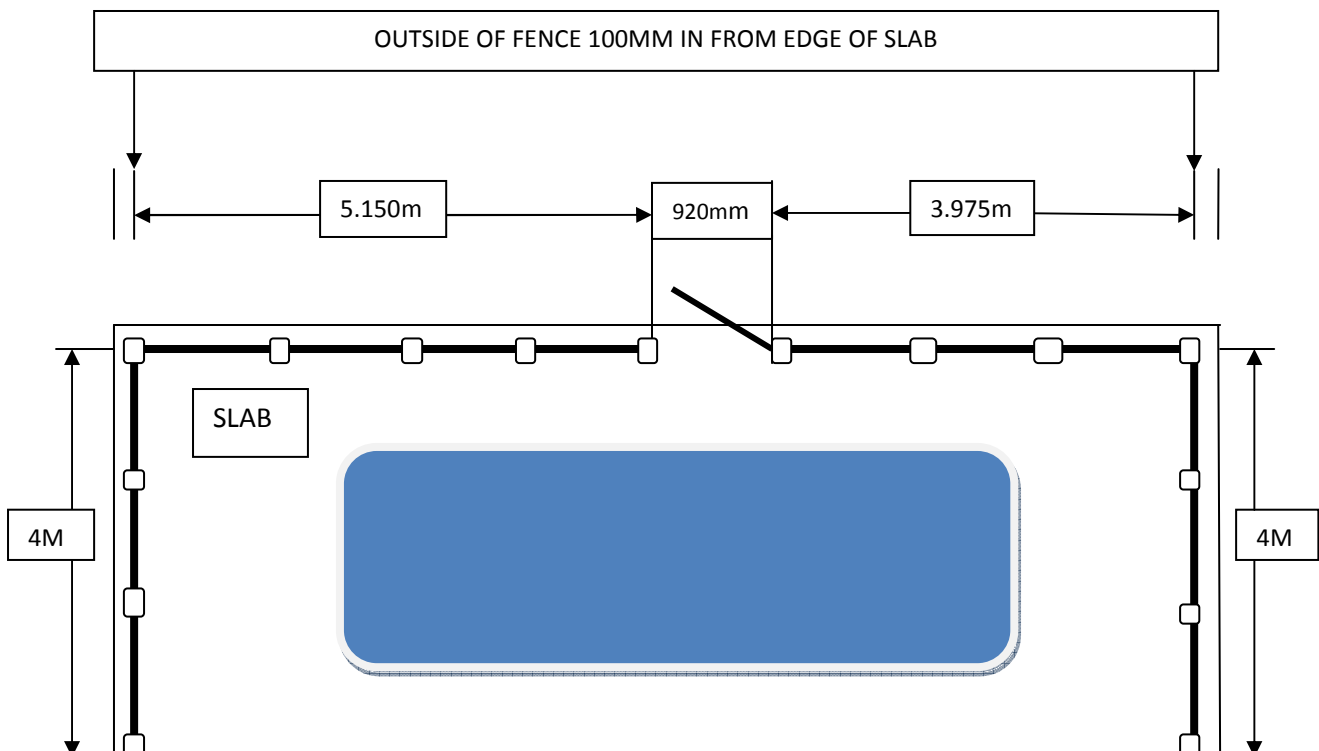 OUTSIDE OF FENCE 100MM IN FROM EDGE OF SLAB
5.150m
920mm
3.975m
SLAB
4M
4M